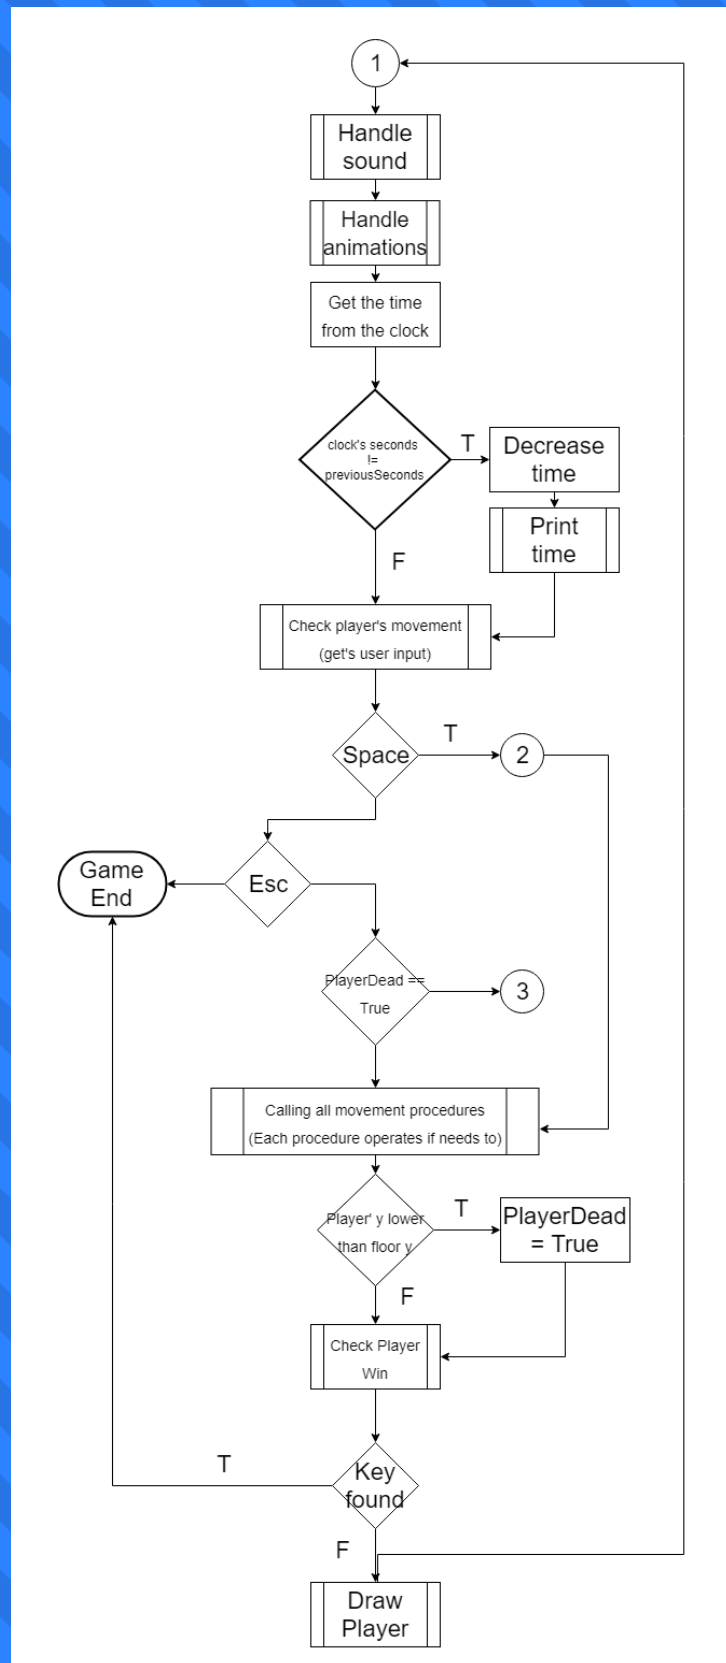 1
Handle
sound
Handle
animations
Get the time
from the clock
clock's seconds
!=
previousSeconds
T
Decrease
time
Print
time
F
Check player's movement
(get's user input)
Space
T
2
Esc
Game
End
PlayerDead ==
True
3
Calling all movement procedures
(Each procedure operates if needs to)
Player' y lower
than floor y
T
PlayerDead
= True
F
Check Player
Win
Key
found
T
F
Draw
Player